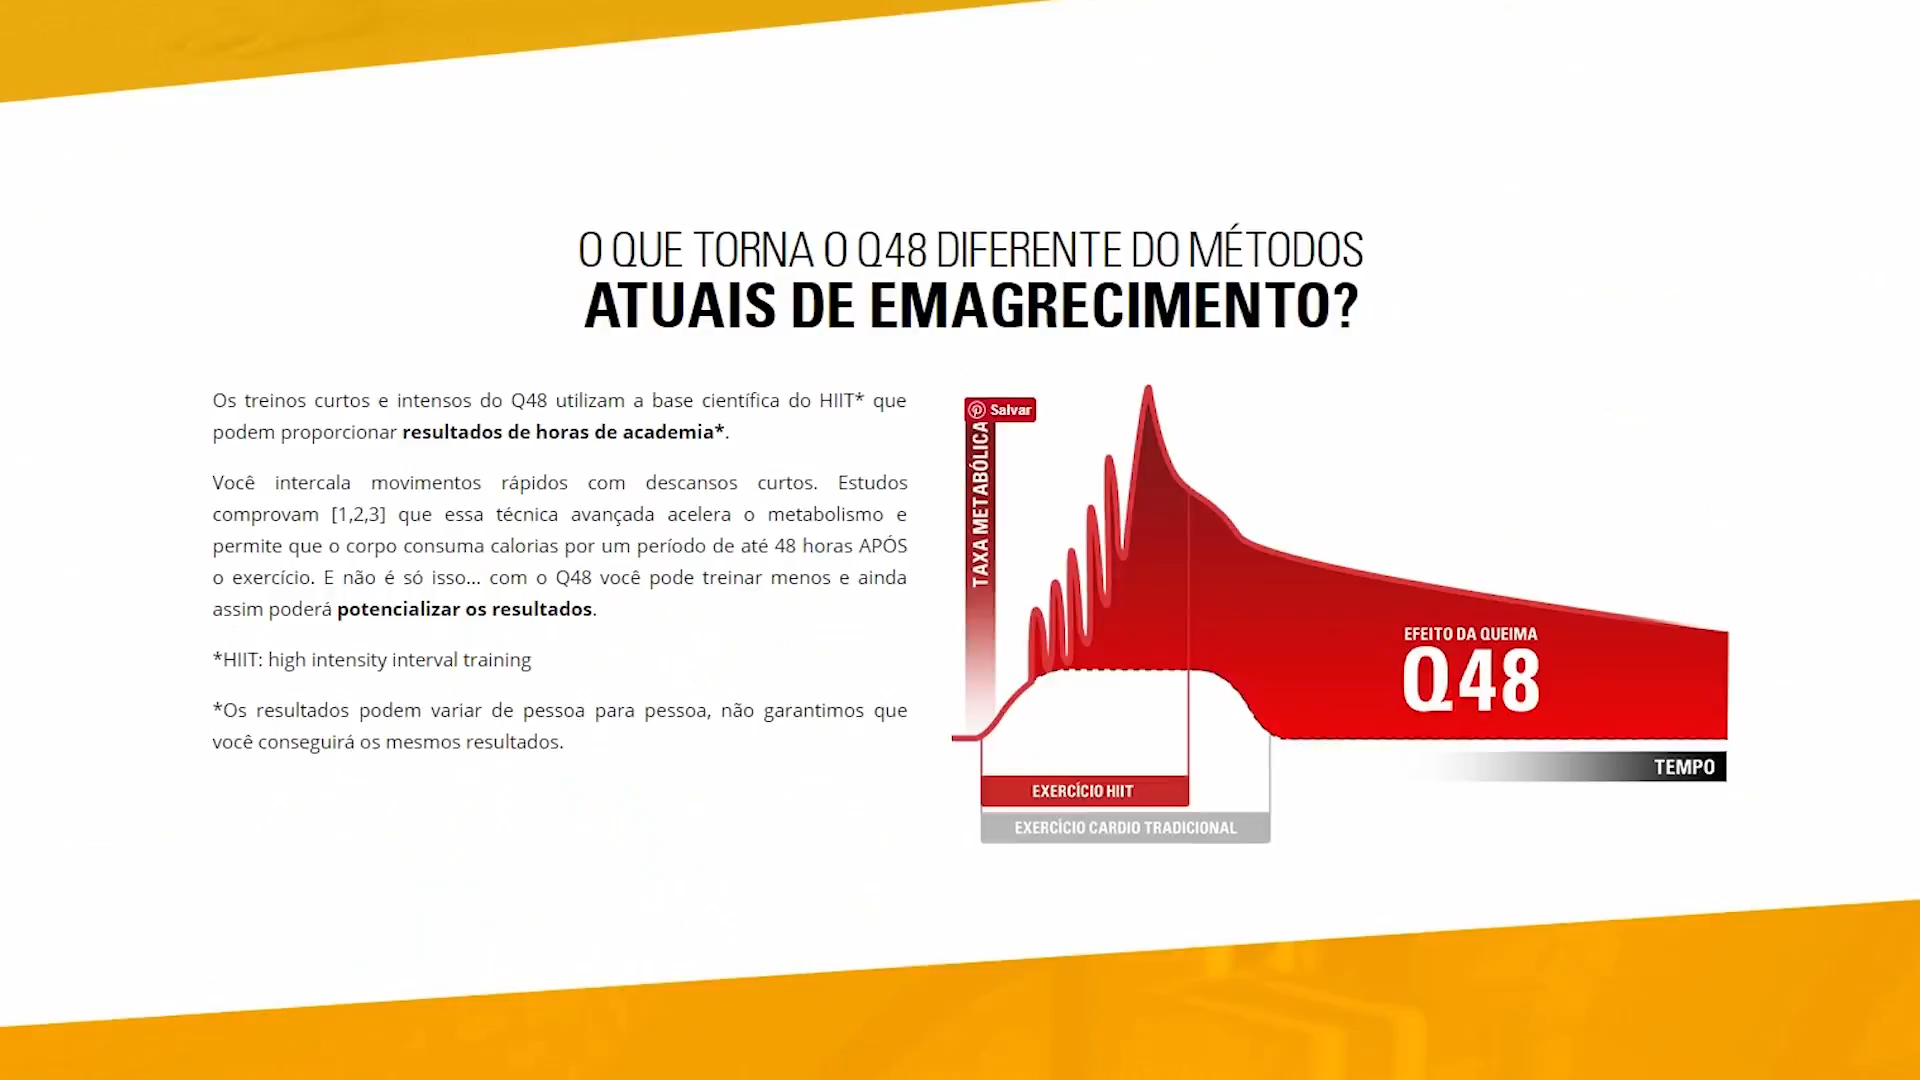 O QUE TORNA O Q48 DIFERENTE DO MÉTODOS
ATUAIS DE EMAGRECIMENTO?
Os treinos curtos e intensos do Q48 utilizam a base científica do HIIT* que
podem proporcionar resultados de horas de academia*.
Você intercala movimentos rápidos com descansos curtos. Estudos
comprovam [1,2,3] que essa técnica avançada acelera o metabolismo e
permite que o corpo consuma calorias por um período de até 48 horas APÓS
o exercício. E não é só isso... com o Q48 você pode treinar menos e ainda
assim poderá potencializar os resultados.
*HIIT: high intensity interval training
*Os resultados podem variar de pessoa para pessoa, não garantimos que
você conseguirá os mesmos resultados.
Salvar
TAXA METABÓLICA
EFEITO DA QUEIMA
Q48
TEMPO
EXERCÍCIO HIIT
EXERCÍCIO CARDIO TRADICIONAL